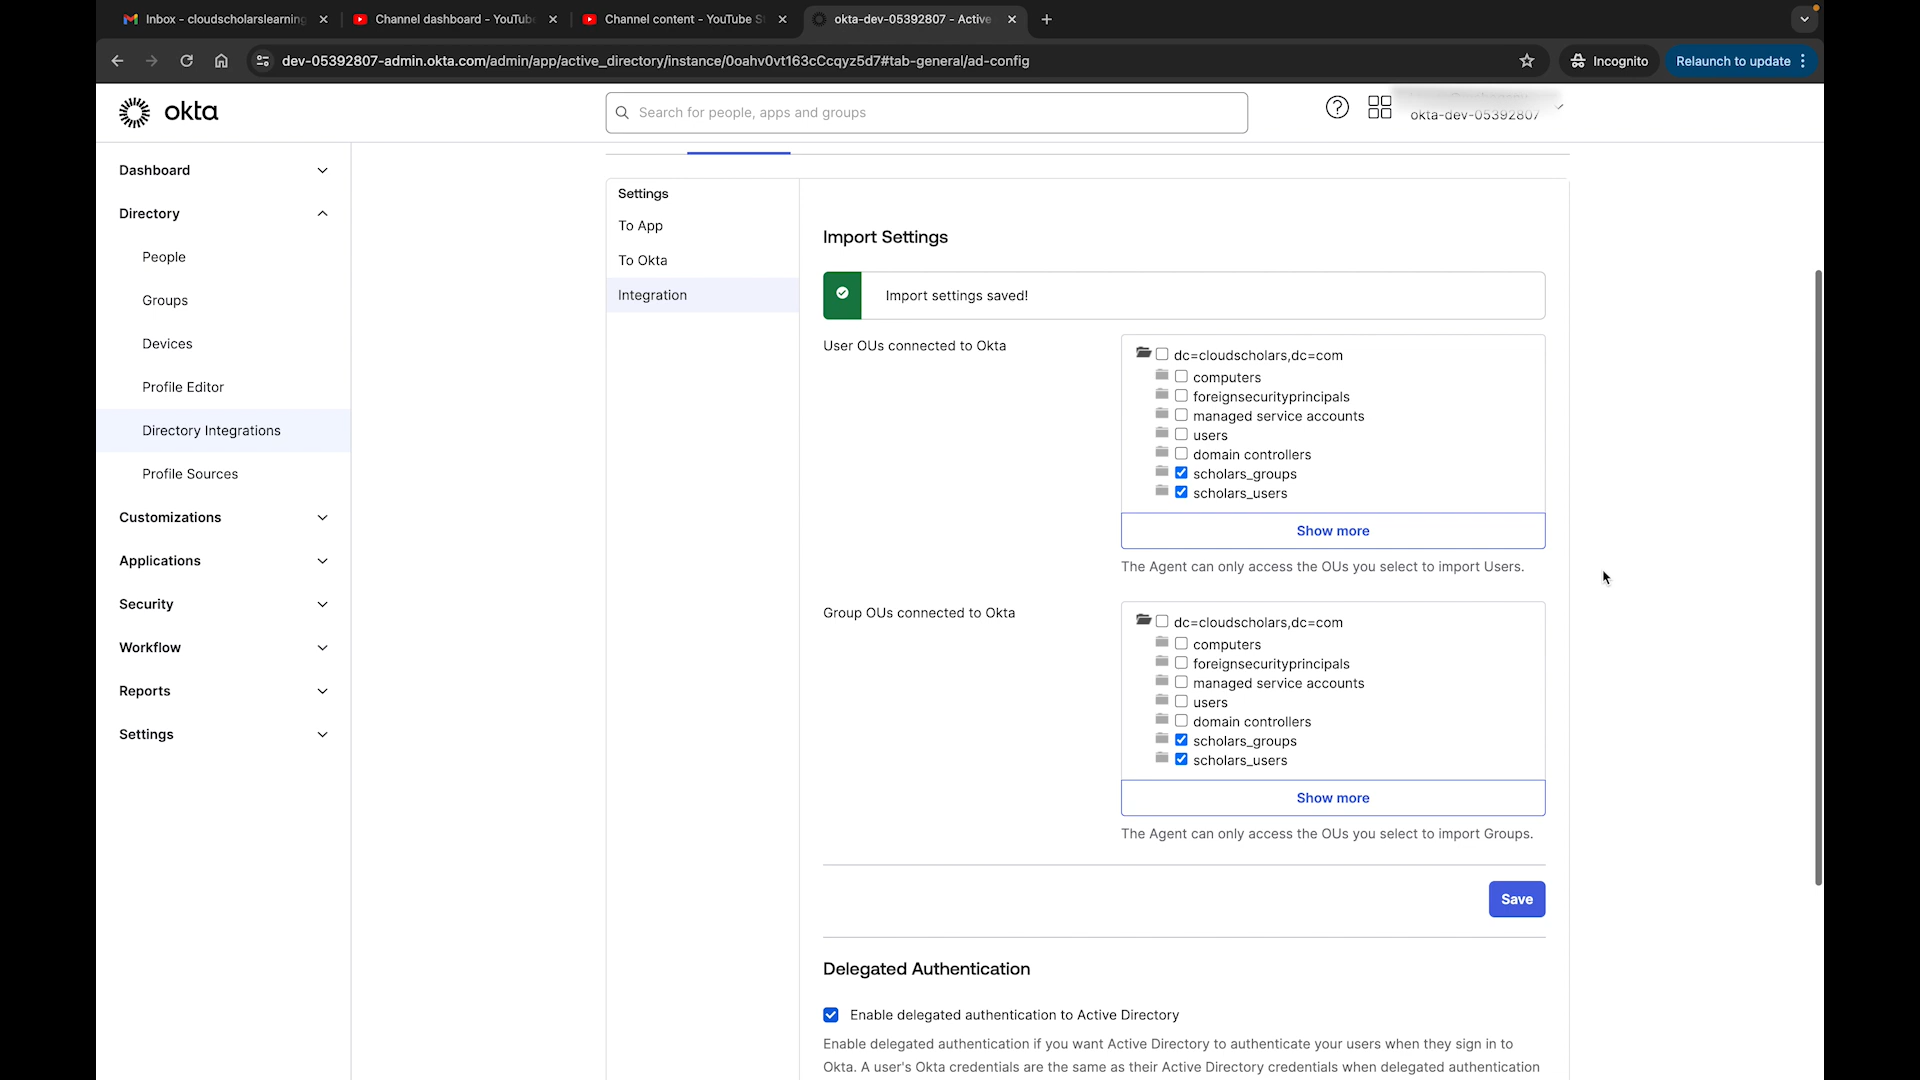 Inbox - cloudscholarslearning
Channel dashboard - YouTube
Channel content - YouTube S
okta-dev-05392807 - Active
dev-05392807-admin.okta.com/admin/app/active_directory/instance/0oahv0vt163cCcqyz5d7#tab-general/ad-config
Incognito
Relaunch to update
okta
Search for people, apps and groups
okta-dev-05392807
Dashboard
Directory
People
Groups
Devices
Profile Editor
Directory Integrations
Profile Sources
Customizations
Applications
Security
Workflow
Reports
Settings
Settings
To App
To Okta
Integration
Import Settings
Import settings saved!
User OUs connected to Okta
dc=cloudscholars,dc=com
computers
foreignsecurityprincipals
managed service accounts
users
domain controllers
scholars_groups
scholars_users
Show more
The Agent can only access the OUs you select to import Users.
Group OUs connected to Okta
dc=cloudscholars,dc=com
computers
foreignsecurityprincipals
managed service accounts
users
domain controllers
scholars_groups
scholars_users
Show more
The Agent can only access the OUs you select to import Groups.
Save
Delegated Authentication
Enable delegated authentication to Active Directory
Enable delegated authentication if you want Active Directory to authenticate your users when they sign in to
Okta. A user's Okta credentials are the same as their Active Directory credentials when delegated authentication